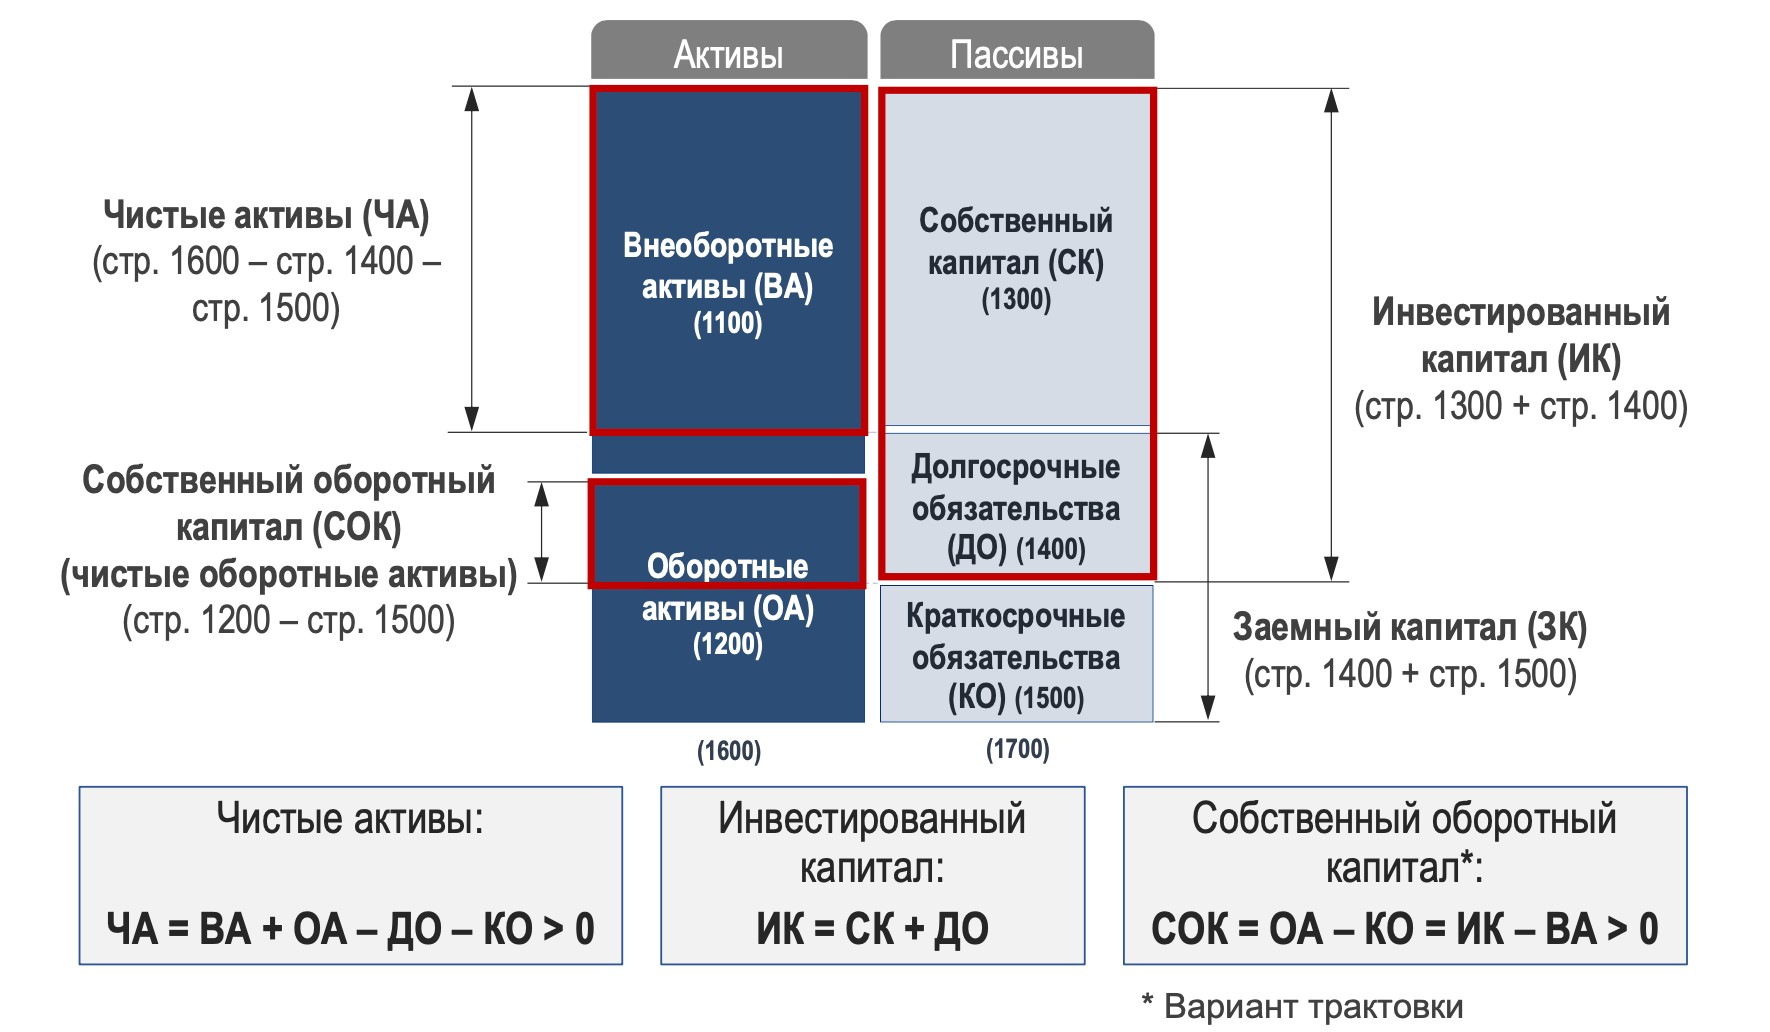 Активы
Пассивы
Чистые активы (ЧА)
(стр. 1600 – стр. 1400 –
стр. 1500)
Собственный оборотный
капитал (СОК)
(чистые оборотные активы)
(стр. 1200 – стр. 1500)
Внеоборотные
активы (ВА)
(1100)
Оборотные
активы (ОА)
(1200)
(1600)
Собственный
капитал (СК)
(1300)
Долгосрочные
обязательства
(ДО) (1400)
Краткосрочные
обязательства
(КО) (1500)
(1700)
Инвестированный
капитал (ИК)
(стр. 1300 + стр. 1400)
Заемный капитал (ЗК)
(стр. 1400 + стр. 1500)
Чистые активы:
ЧА = ВА + ОА – ДО – КО > 0
Инвестированный
капитал:
ИК = СК + ДО
Собственный оборотный
капитал*:
СОК = ОА – КО = ИК – ВА > 0
* Вариант трактовки